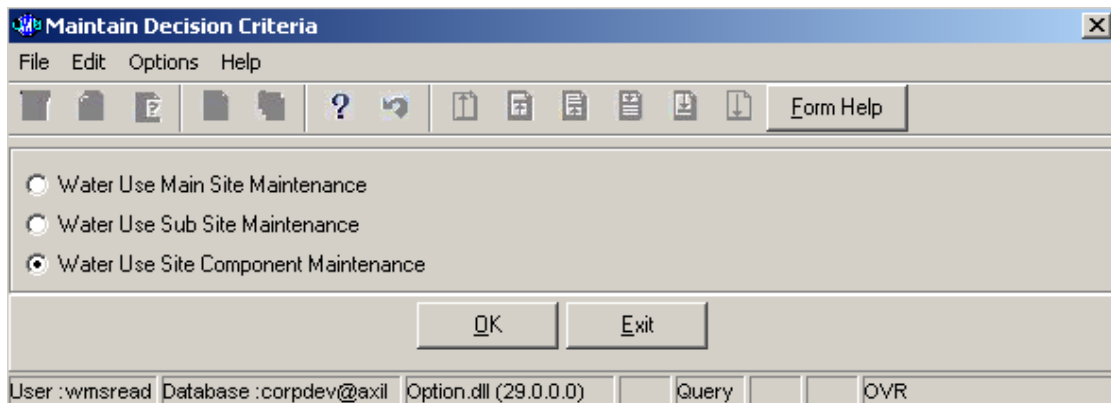 Maintain Decision Criteria
File Edit Options Help
? Form Help
Water Use Main Site Maintenance
Water Use Sub Site Maintenance
Water Use Site Component Maintenance
OK Exit
User :wmsread Database :corpdev@axil Option.dll (29.0.0.0) Query OVR